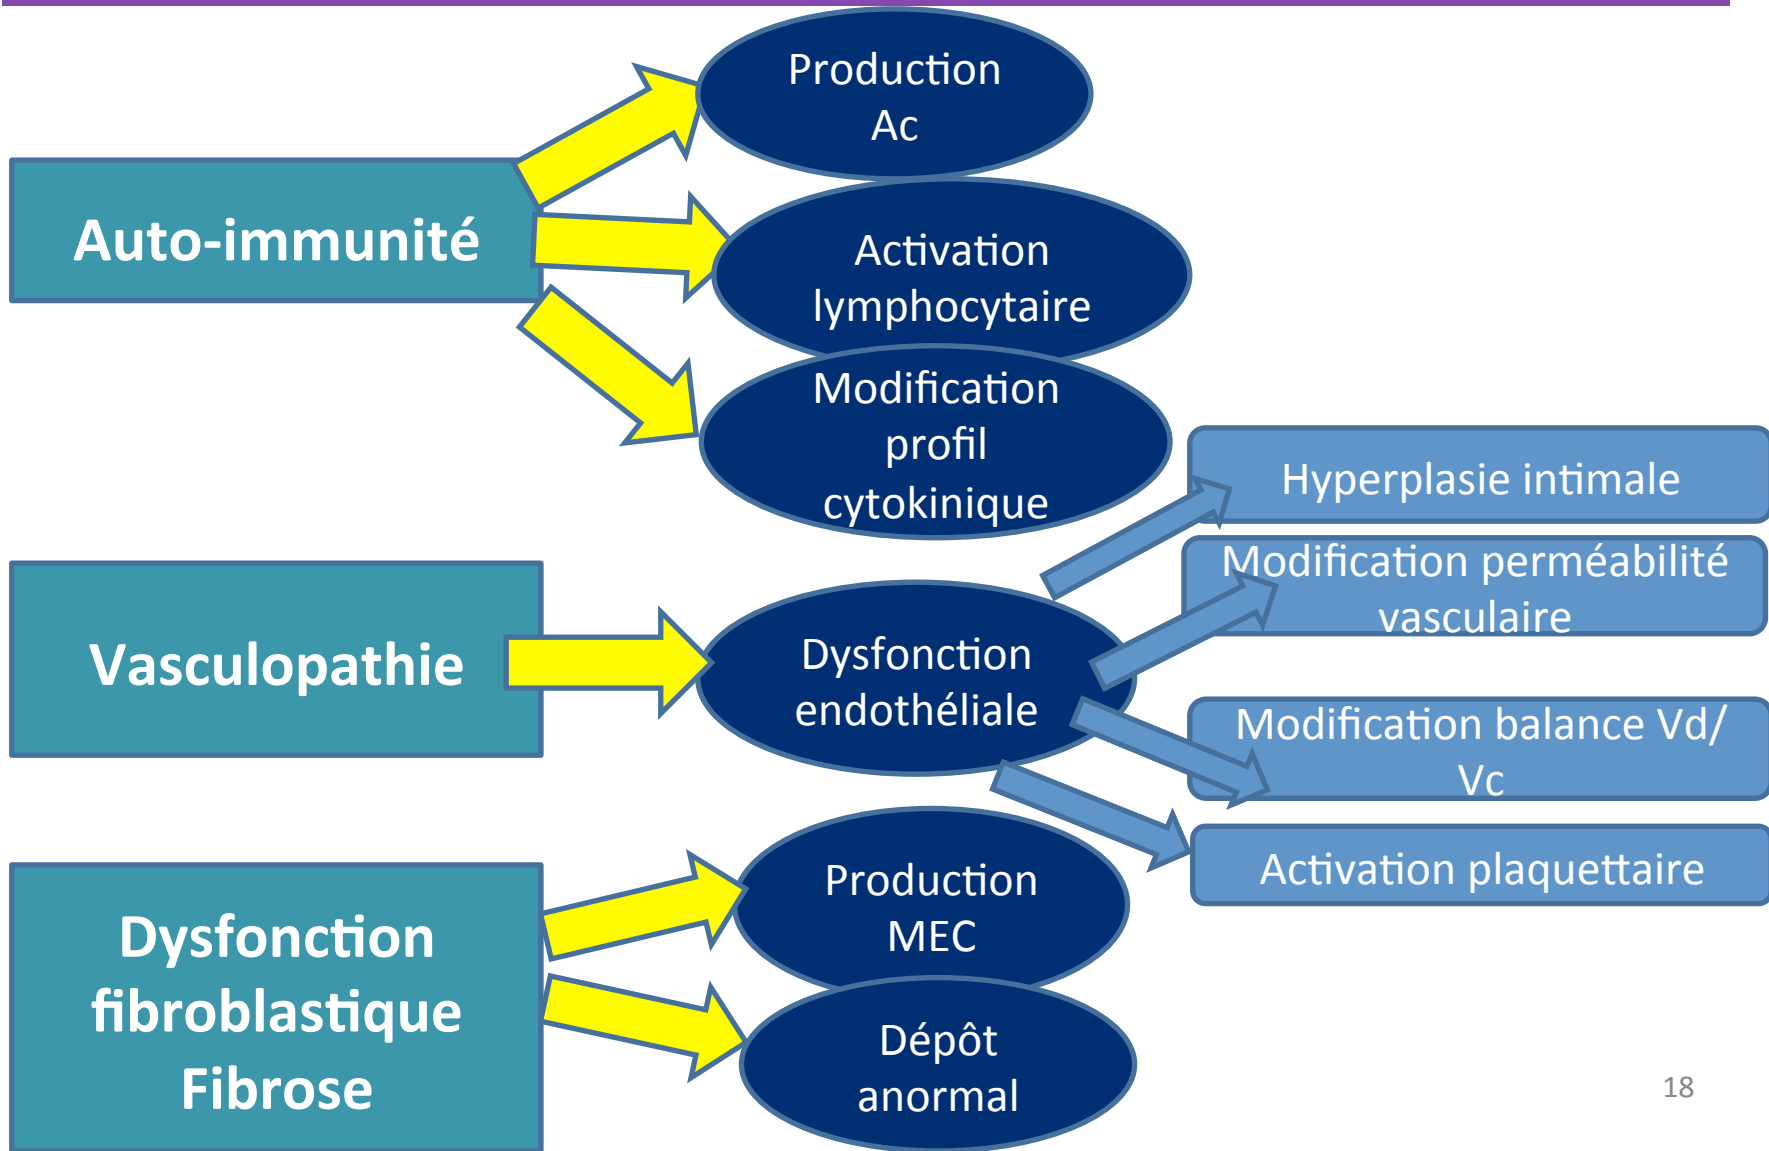 Production
Ac
Auto-immunité
Activation
lymphocytaire
Modification
profil
cytokinique
Hyperplasie intimale
Modification perméabilité
vasculaire
Vasculopathie
Dysfonction
endothéliale
Modification balance Vd/
Vc
Activation plaquettaire
Dysfonction
fibroblastique
Fibrose
Production
MEC
Dépôt
anormal
18